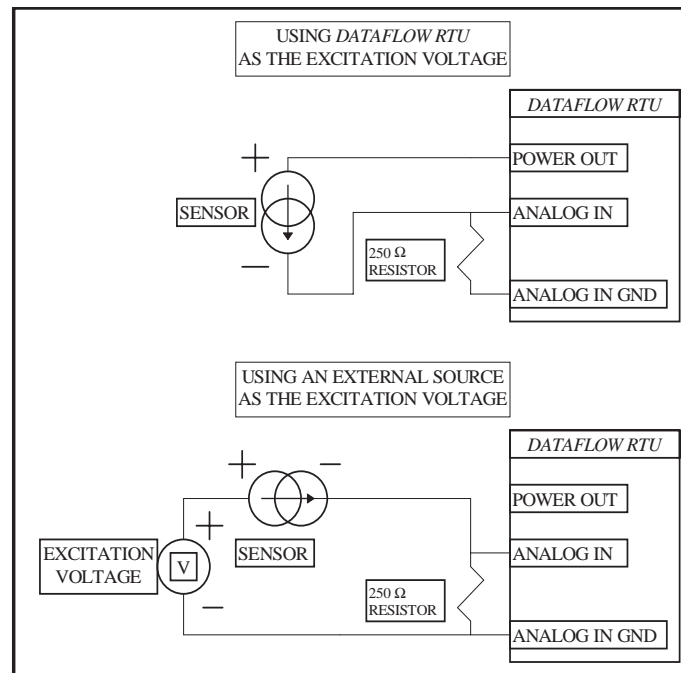 USING DATAFLOW RTU
AS THE EXCITATION VOLTAGE
DATAFLOW RTU
+
POWER OUT
SENSOR
ANALOG IN
—
250 Ω
RESISTOR
ANALOG IN GND
USING AN EXTERNAL SOURCE
AS THE EXCITATION VOLTAGE
DATAFLOW RTU
+ —
POWER OUT
+
SENSOR
ANALOG IN
EXCITATION
VOLTAGE
V
—
250 Ω
RESISTOR
ANALOG IN GND